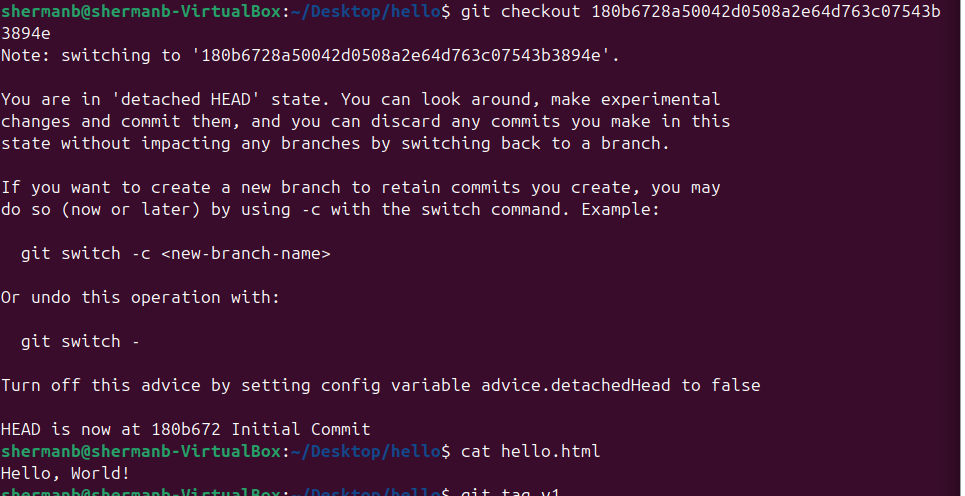 shermanb@shermanb-VirtualBox:~/Desktop/hello$ git checkout 180b6728a50042d0508a2e64d763c07543b
3894e
Note: switching to '180b6728a50042d0508a2e64d763c07543b3894e'.

You are in 'detached HEAD' state. You can look around, make experimental
changes and commit them, and you can discard any commits you make in this
state without impacting any branches by switching back to a branch.

If you want to create a new branch to retain commits you create, you may
do so (now or later) by using -c with the switch command. Example:

  git switch -c <new-branch-name>

Or undo this operation with:

  git switch -

Turn off this advice by setting config variable advice.detachedHead to false

HEAD is now at 180b672 Initial Commit
shermanb@shermanb-VirtualBox:~/Desktop/hello$ cat hello.html
Hello, World!
shermanb@shermanb-VirtualBox:~/Desktop/hello$ git tag v1